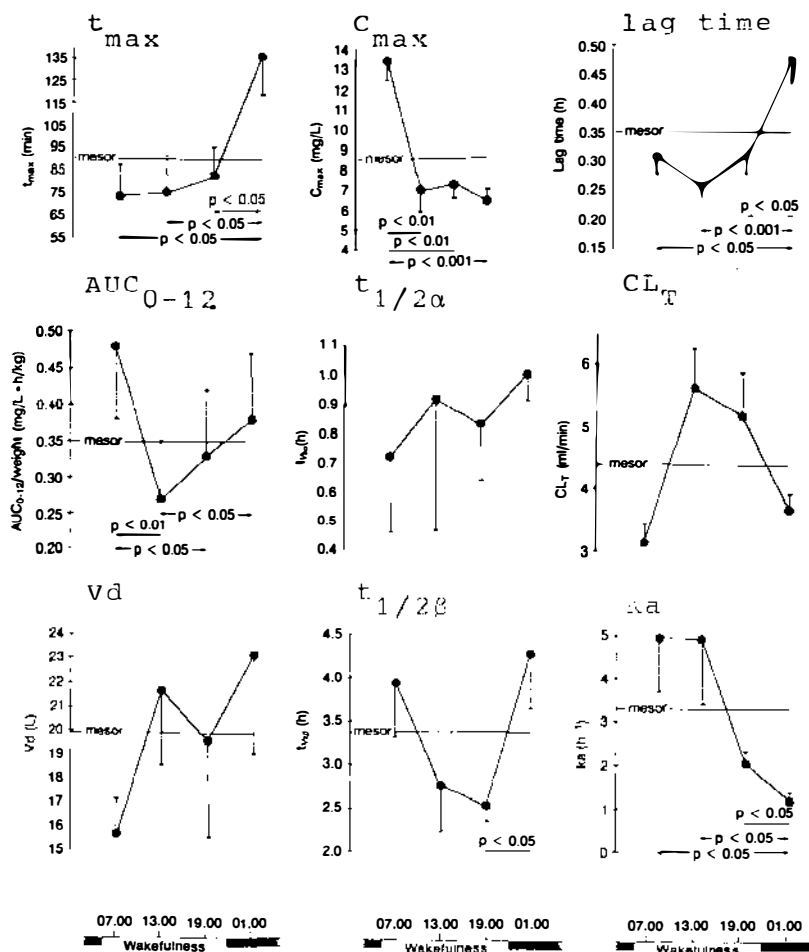 t max
C max
lag time
135
125
115
105
95
85
75
65
55
t max (min)
mesor
p < 0.05
p < 0.05
p < 0.05
14
13
12
11
10
9
8
7
6
5
4
C max (mg/L)
mesor
p < 0.01
p < 0.01
p < 0.001
0.50
0.45
0.40
0.35
0.30
0.25
0.20
0.15
Lag time (h)
mesor
p < 0.05
p < 0.001
p < 0.05
AUC 0-12
t 1/2α
CL T
0.50
0.45
0.40
0.35
0.30
0.25
0.20
AUC 0-12/weight (mg/L • h/kg)
mesor
p < 0.01
p < 0.05
p < 0.05
1.1
1.0
0.9
0.8
0.7
0.6
0.5
0.4
t ½α (h)
6
5
4
3
CL T (ml/min)
mesor
Vd
t 1/2β
24
23
22
21
20
19
18
17
16
15
Vd (L)
mesor
4.5
4.0
3.5
3.0
2.5
2.0
mesor
p < 0.05
5
4
3
2
1
0
ka (h⁻¹)
mesor
p < 0.05
p < 0.05
p < 0.05
07.00 13.00 19.00 01.00
Wakefulness
07.00 13.00 19.00 01.00
Wakefulness
07.00 13.00 19.00 01.00
Wakefulness